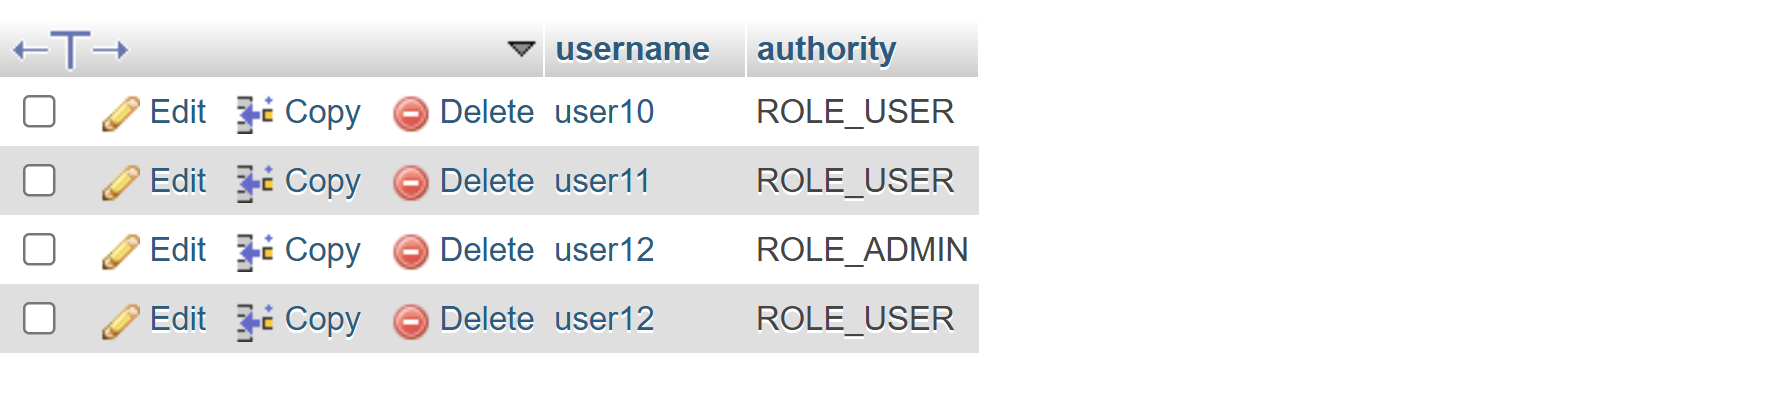 username authority
Edit Copy Delete user10 ROLE_USER
Edit Copy Delete user11 ROLE_USER
Edit Copy Delete user12 ROLE_ADMIN
Edit Copy Delete user12 ROLE_USER